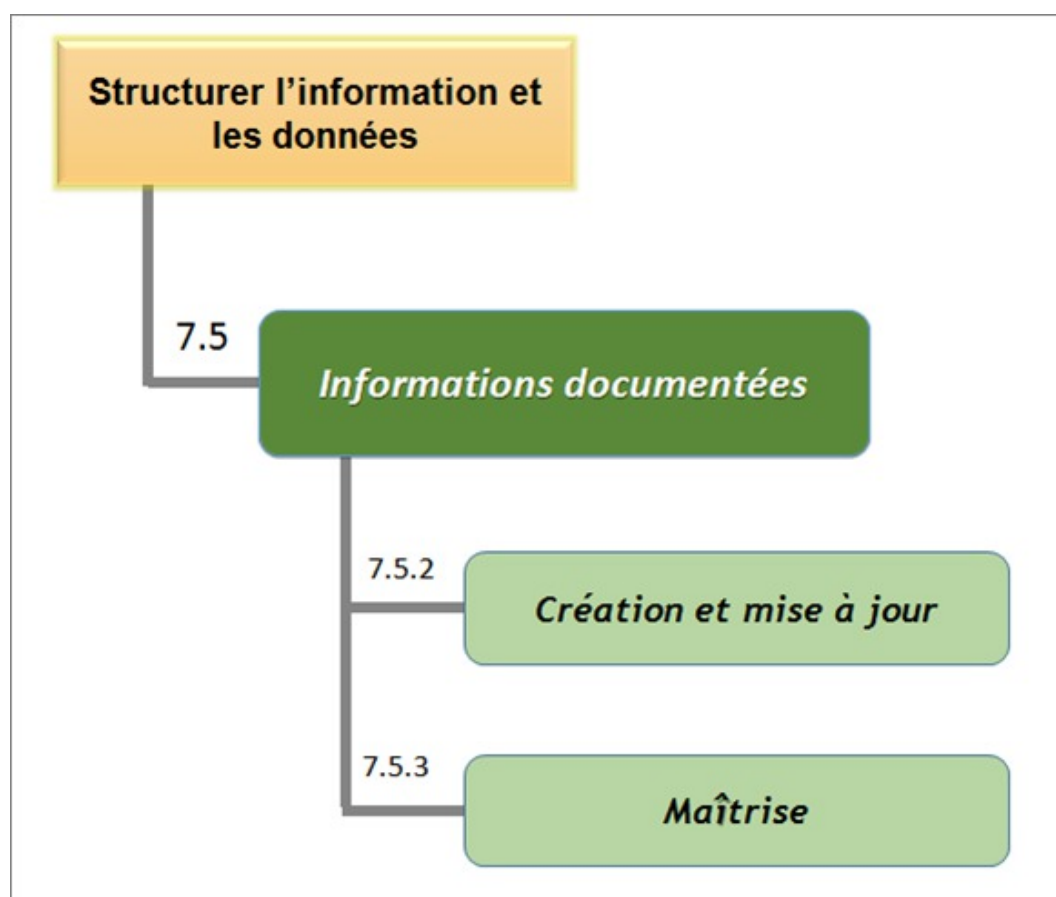 Structurer l’information et
les données
7.5
Informations documentées
7.5.2
Création et mise à jour
7.5.3
Maîtrise